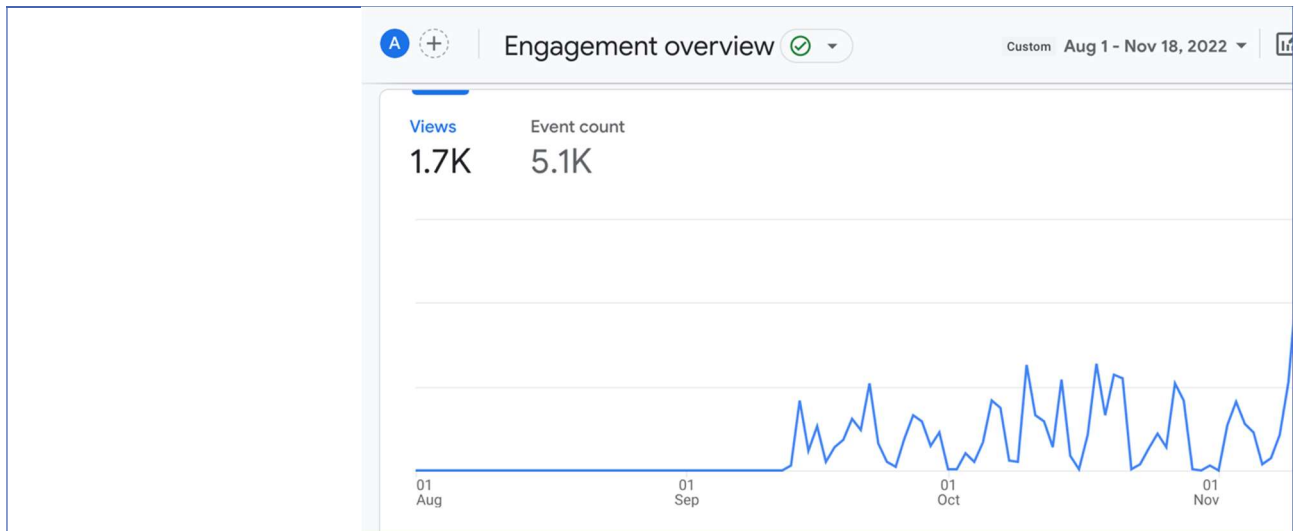 A + Engagement overview Custom Aug 1 - Nov 18, 2022
Views Event count
1.7K 5.1K
01 01 01 01
Aug Sep Oct Nov